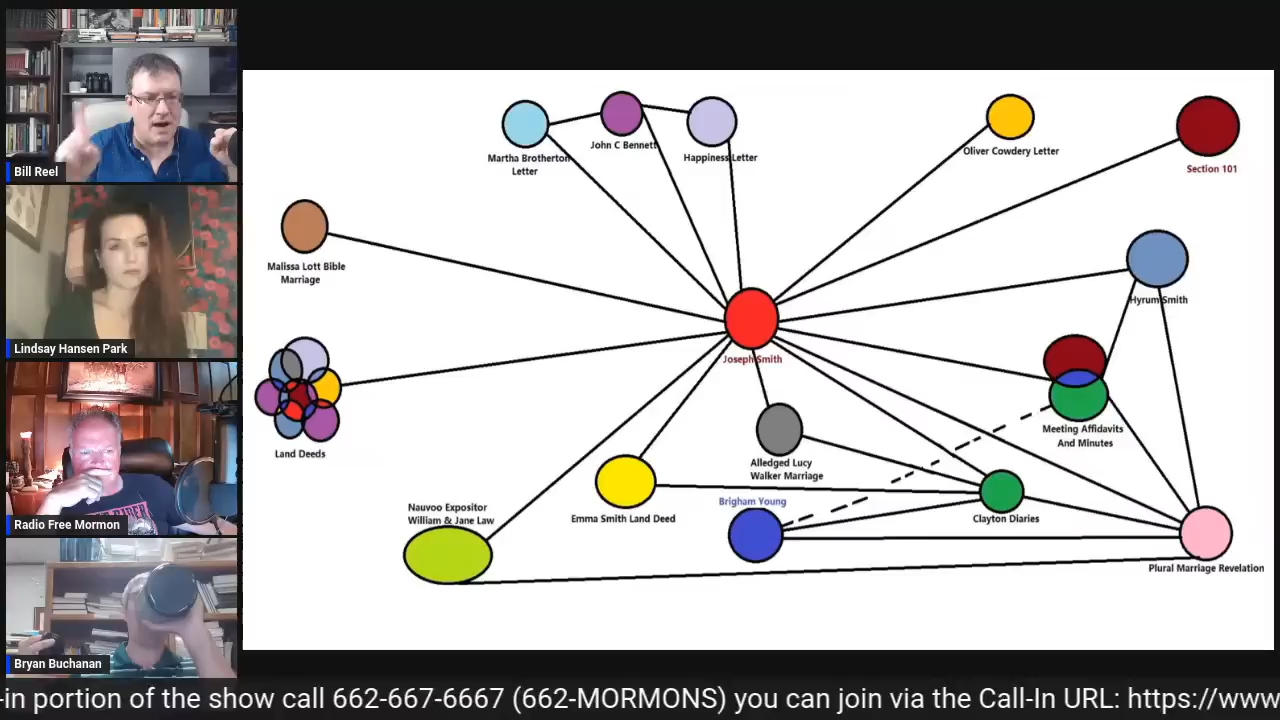 Bill Reel
Lindsay Hansen Park
Radio Free Mormon
Bryan Buchanan
Martha Brotherton
Letter
John C Bennett
Happiness Letter
Oliver Cowdery Letter
Section 101
Malissa Lott Bible
Marriage
Hyrum Smith
Joseph Smith
Land Deeds
Meeting Affidavits
And Minutes
Alledged Lucy
Walker Marriage
Nauvoo Expositor
William & Jane Law
Emma Smith Land Deed
Brigham Young
Clayton Diaries
Plural Marriage Revelation
-in portion of the show call 662-667-6667 (662-MORMONS) you can join via the Call-In URL: https://www